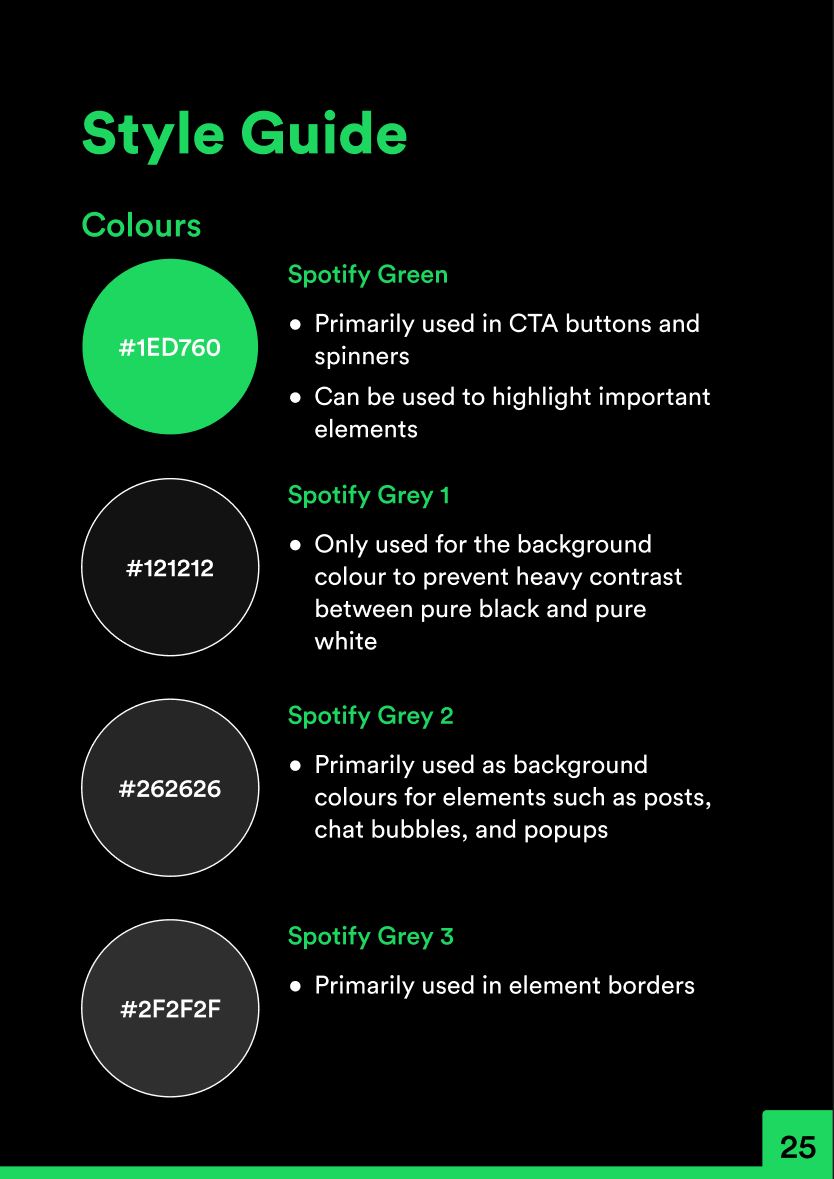 Style Guide
Colours
#1ED760
Spotify Green
● Primarily used in CTA buttons and
spinners
● Can be used to highlight important
elements
#121212
Spotify Grey 1
● Only used for the background
colour to prevent heavy contrast
between pure black and pure
white
#262626
Spotify Grey 2
● Primarily used as background
colours for elements such as posts,
chat bubbles, and popups
#2F2F2F
Spotify Grey 3
● Primarily used in element borders
25